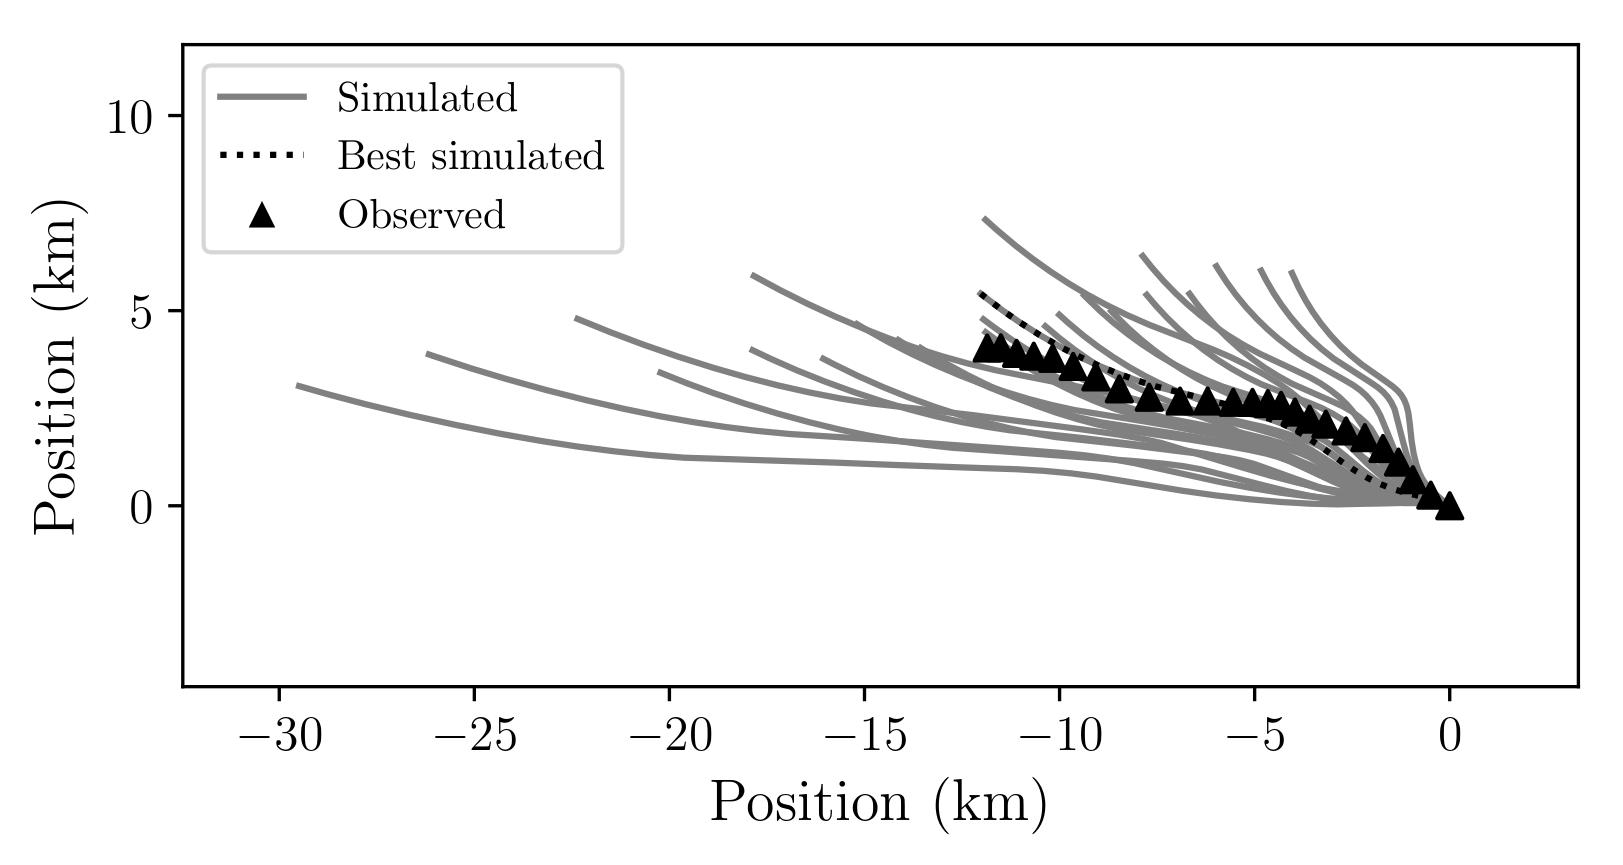 Simulated
Best simulated
Observed
10
5
0
Position (km)
−30 −25 −20 −15 −10 −5 0
Position (km)